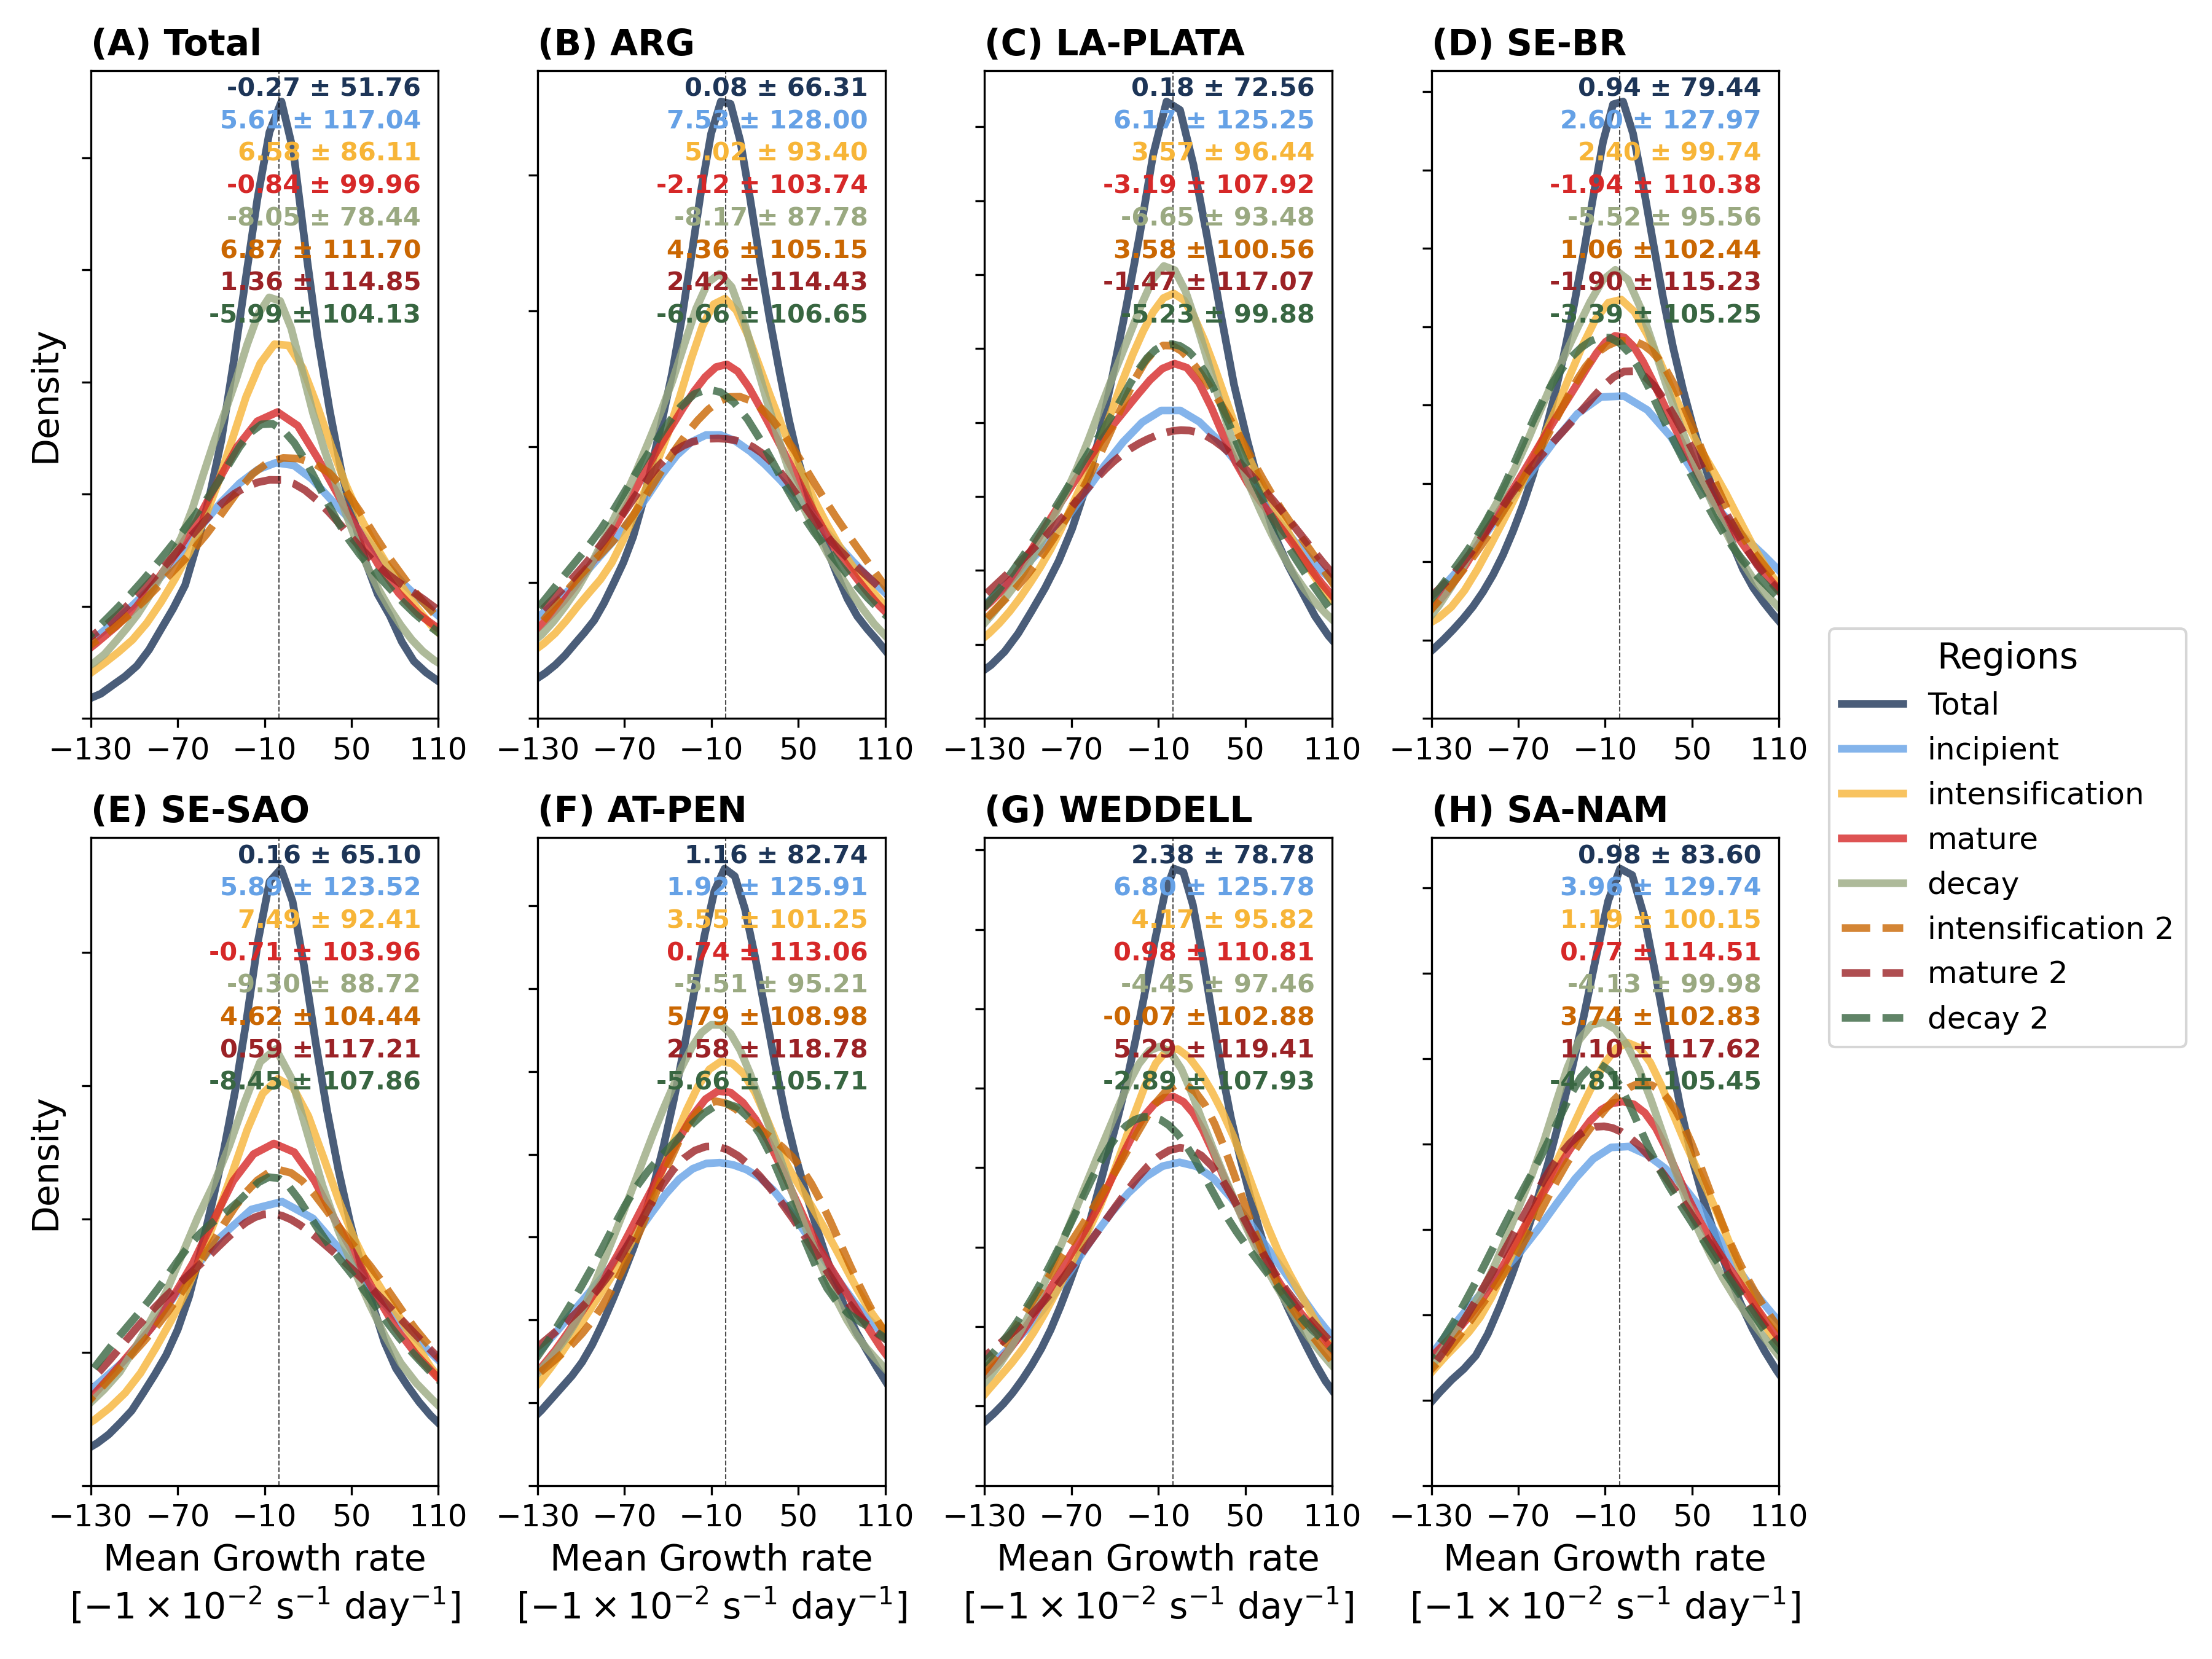 (A) Total
-0.27 ± 51.76
5.61 ± 117.04
6.58 ± 86.11
-0.84 ± 99.96
-8.05 ± 78.44
6.87 ± 111.70
1.36 ± 114.85
-5.99 ± 104.13
Density
−130 −70 −10 50 110
(B) ARG
0.08 ± 66.31
7.53 ± 128.00
5.02 ± 93.40
-2.12 ± 103.74
-8.17 ± 87.78
4.36 ± 105.15
2.42 ± 114.43
-6.66 ± 106.65
−130 −70 −10 50 110
(C) LA-PLATA
0.18 ± 72.56
6.17 ± 125.25
3.57 ± 96.44
-3.19 ± 107.92
-6.65 ± 93.48
3.58 ± 100.56
-1.47 ± 117.07
-5.23 ± 99.88
−130 −70 −10 50 110
(D) SE-BR
0.94 ± 79.44
2.60 ± 127.97
2.40 ± 99.74
-1.94 ± 110.38
-5.52 ± 95.56
1.06 ± 102.44
-1.90 ± 115.23
-3.39 ± 105.25
−130 −70 −10 50 110
(E) SE-SAO
0.16 ± 65.10
5.89 ± 123.52
7.49 ± 92.41
-0.71 ± 103.96
-9.30 ± 88.72
4.62 ± 104.44
0.59 ± 117.21
-8.45 ± 107.86
Density
−130 −70 −10 50 110
Mean Growth rate
[−1 × 10⁻² s⁻¹ day⁻¹]
(F) AT-PEN
1.16 ± 82.74
1.92 ± 125.91
3.55 ± 101.25
0.74 ± 113.06
-5.51 ± 95.21
5.79 ± 108.98
2.58 ± 118.78
-5.66 ± 105.71
−130 −70 −10 50 110
Mean Growth rate
[−1 × 10⁻² s⁻¹ day⁻¹]
(G) WEDDELL
2.38 ± 78.78
6.80 ± 125.78
4.17 ± 95.82
0.98 ± 110.81
-4.45 ± 97.46
-0.07 ± 102.88
5.29 ± 119.41
-2.89 ± 107.93
−130 −70 −10 50 110
Mean Growth rate
[−1 × 10⁻² s⁻¹ day⁻¹]
(H) SA-NAM
0.98 ± 83.60
3.96 ± 129.74
1.19 ± 100.15
0.77 ± 114.51
-4.13 ± 99.98
3.74 ± 102.83
1.10 ± 117.62
-4.81 ± 105.45
−130 −70 −10 50 110
Mean Growth rate
[−1 × 10⁻² s⁻¹ day⁻¹]
Regions
Total
incipient
intensification
mature
decay
intensification 2
mature 2
decay 2